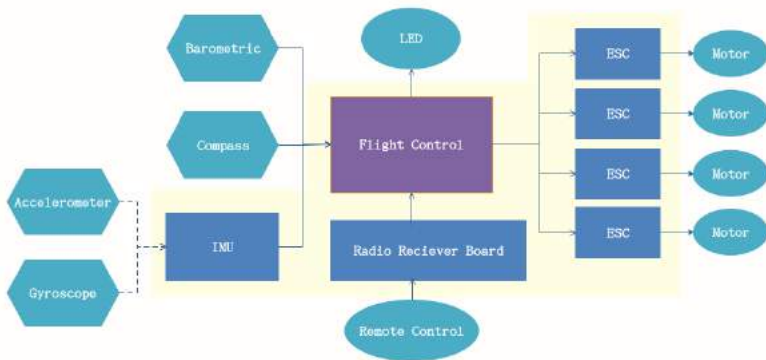 Barometric
LED
ESC
Motor
Compass
Flight Control
ESC
Motor
ESC
Motor
Accelerometer
IMU
Radio Reciever Board
ESC
Motor
Gyroscope
Remote Control